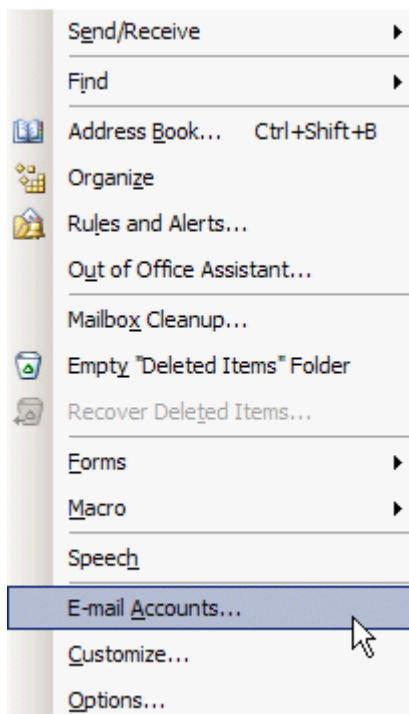 Send/Receive
Find
Address Book... Ctrl+Shift+B
Organize
Rules and Alerts...
Out of Office Assistant...
Mailbox Cleanup...
Empty "Deleted Items" Folder
Recover Deleted Items...
Forms
Macro
Speech
E-mail Accounts...
Customize...
Options...